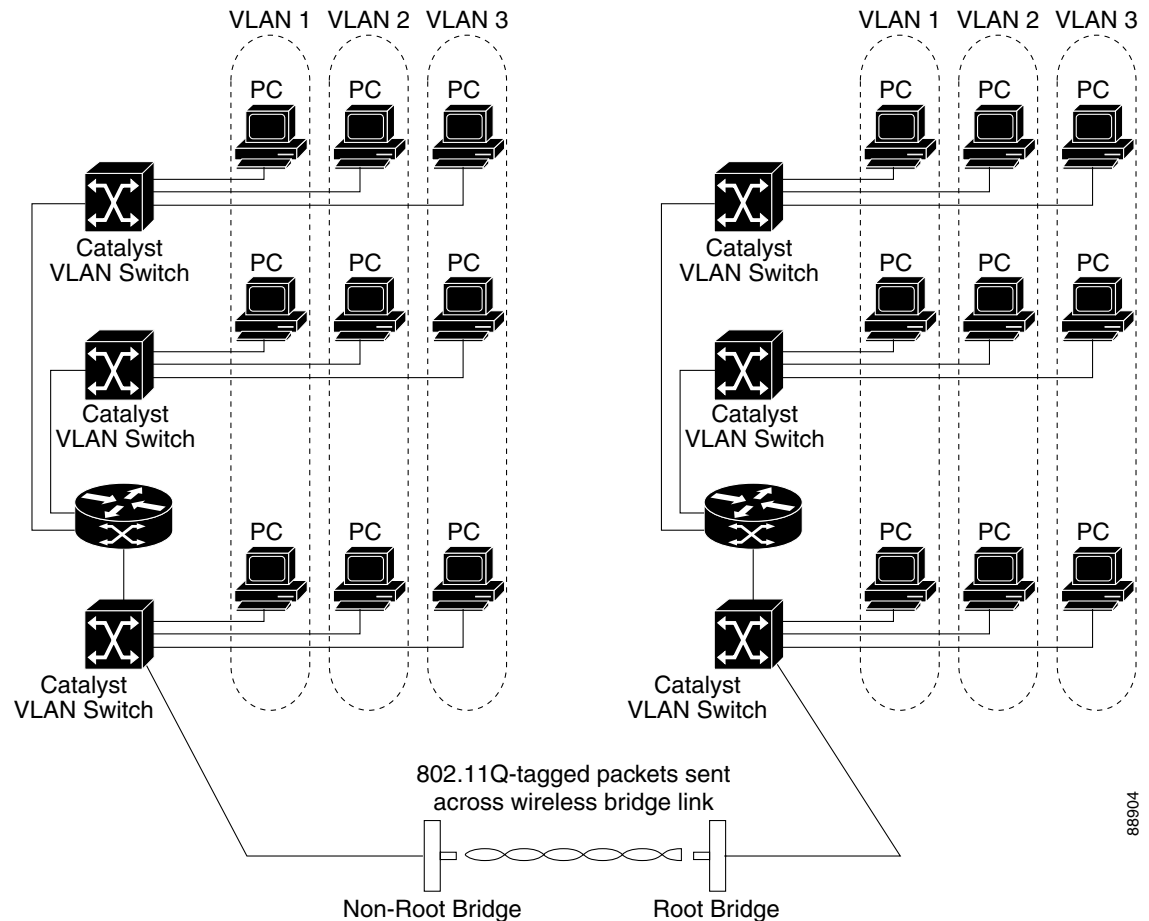 VLAN 1 VLAN 2 VLAN 3
VLAN 1 VLAN 2 VLAN 3
PC PC PC
PC PC PC
Catalyst
VLAN Switch
Catalyst
VLAN Switch
PC PC PC
PC PC PC
Catalyst
VLAN Switch
Catalyst
VLAN Switch
PC PC PC
PC PC PC
Catalyst
VLAN Switch
Catalyst
VLAN Switch
802.11Q-tagged packets sent
across wireless bridge link
Non-Root Bridge
Root Bridge
88904